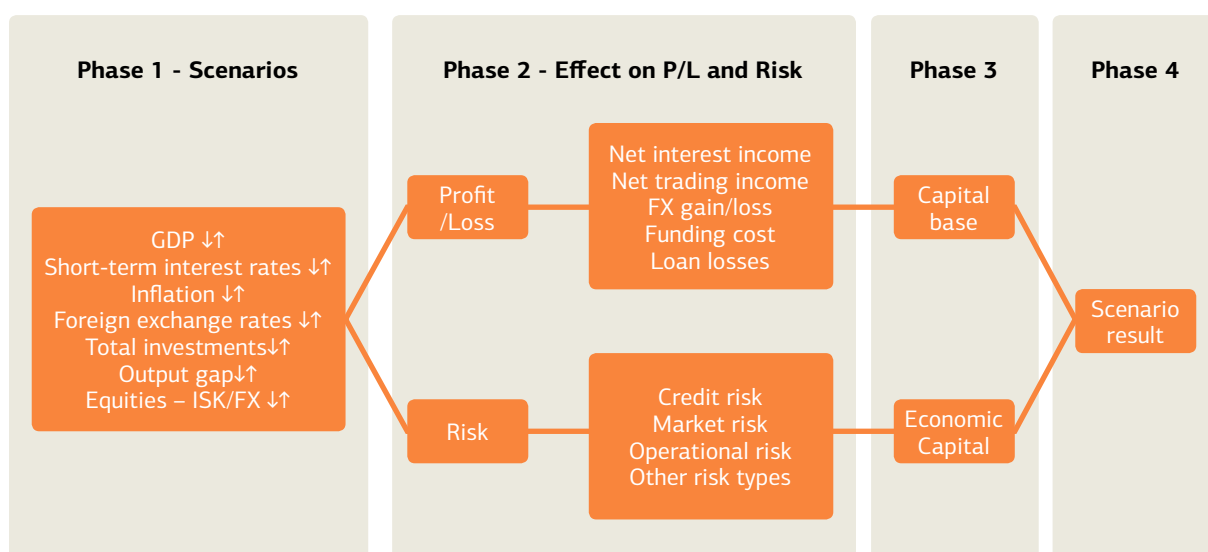 Phase 1 - Scenarios
GDP ↓↑
Short-term interest rates ↓↑
Inflation ↓↑
Foreign exchange rates ↓↑
Total investments↓↑
Output gap↓↑
Equities – ISK/FX ↓↑
Phase 2 - Effect on P/L and Risk
Profit
/Loss
Net interest income
Net trading income
FX gain/loss
Funding cost
Loan losses
Risk
Credit risk
Market risk
Operational risk
Other risk types
Phase 3
Capital
base
Economic
Capital
Phase 4
Scenario
result